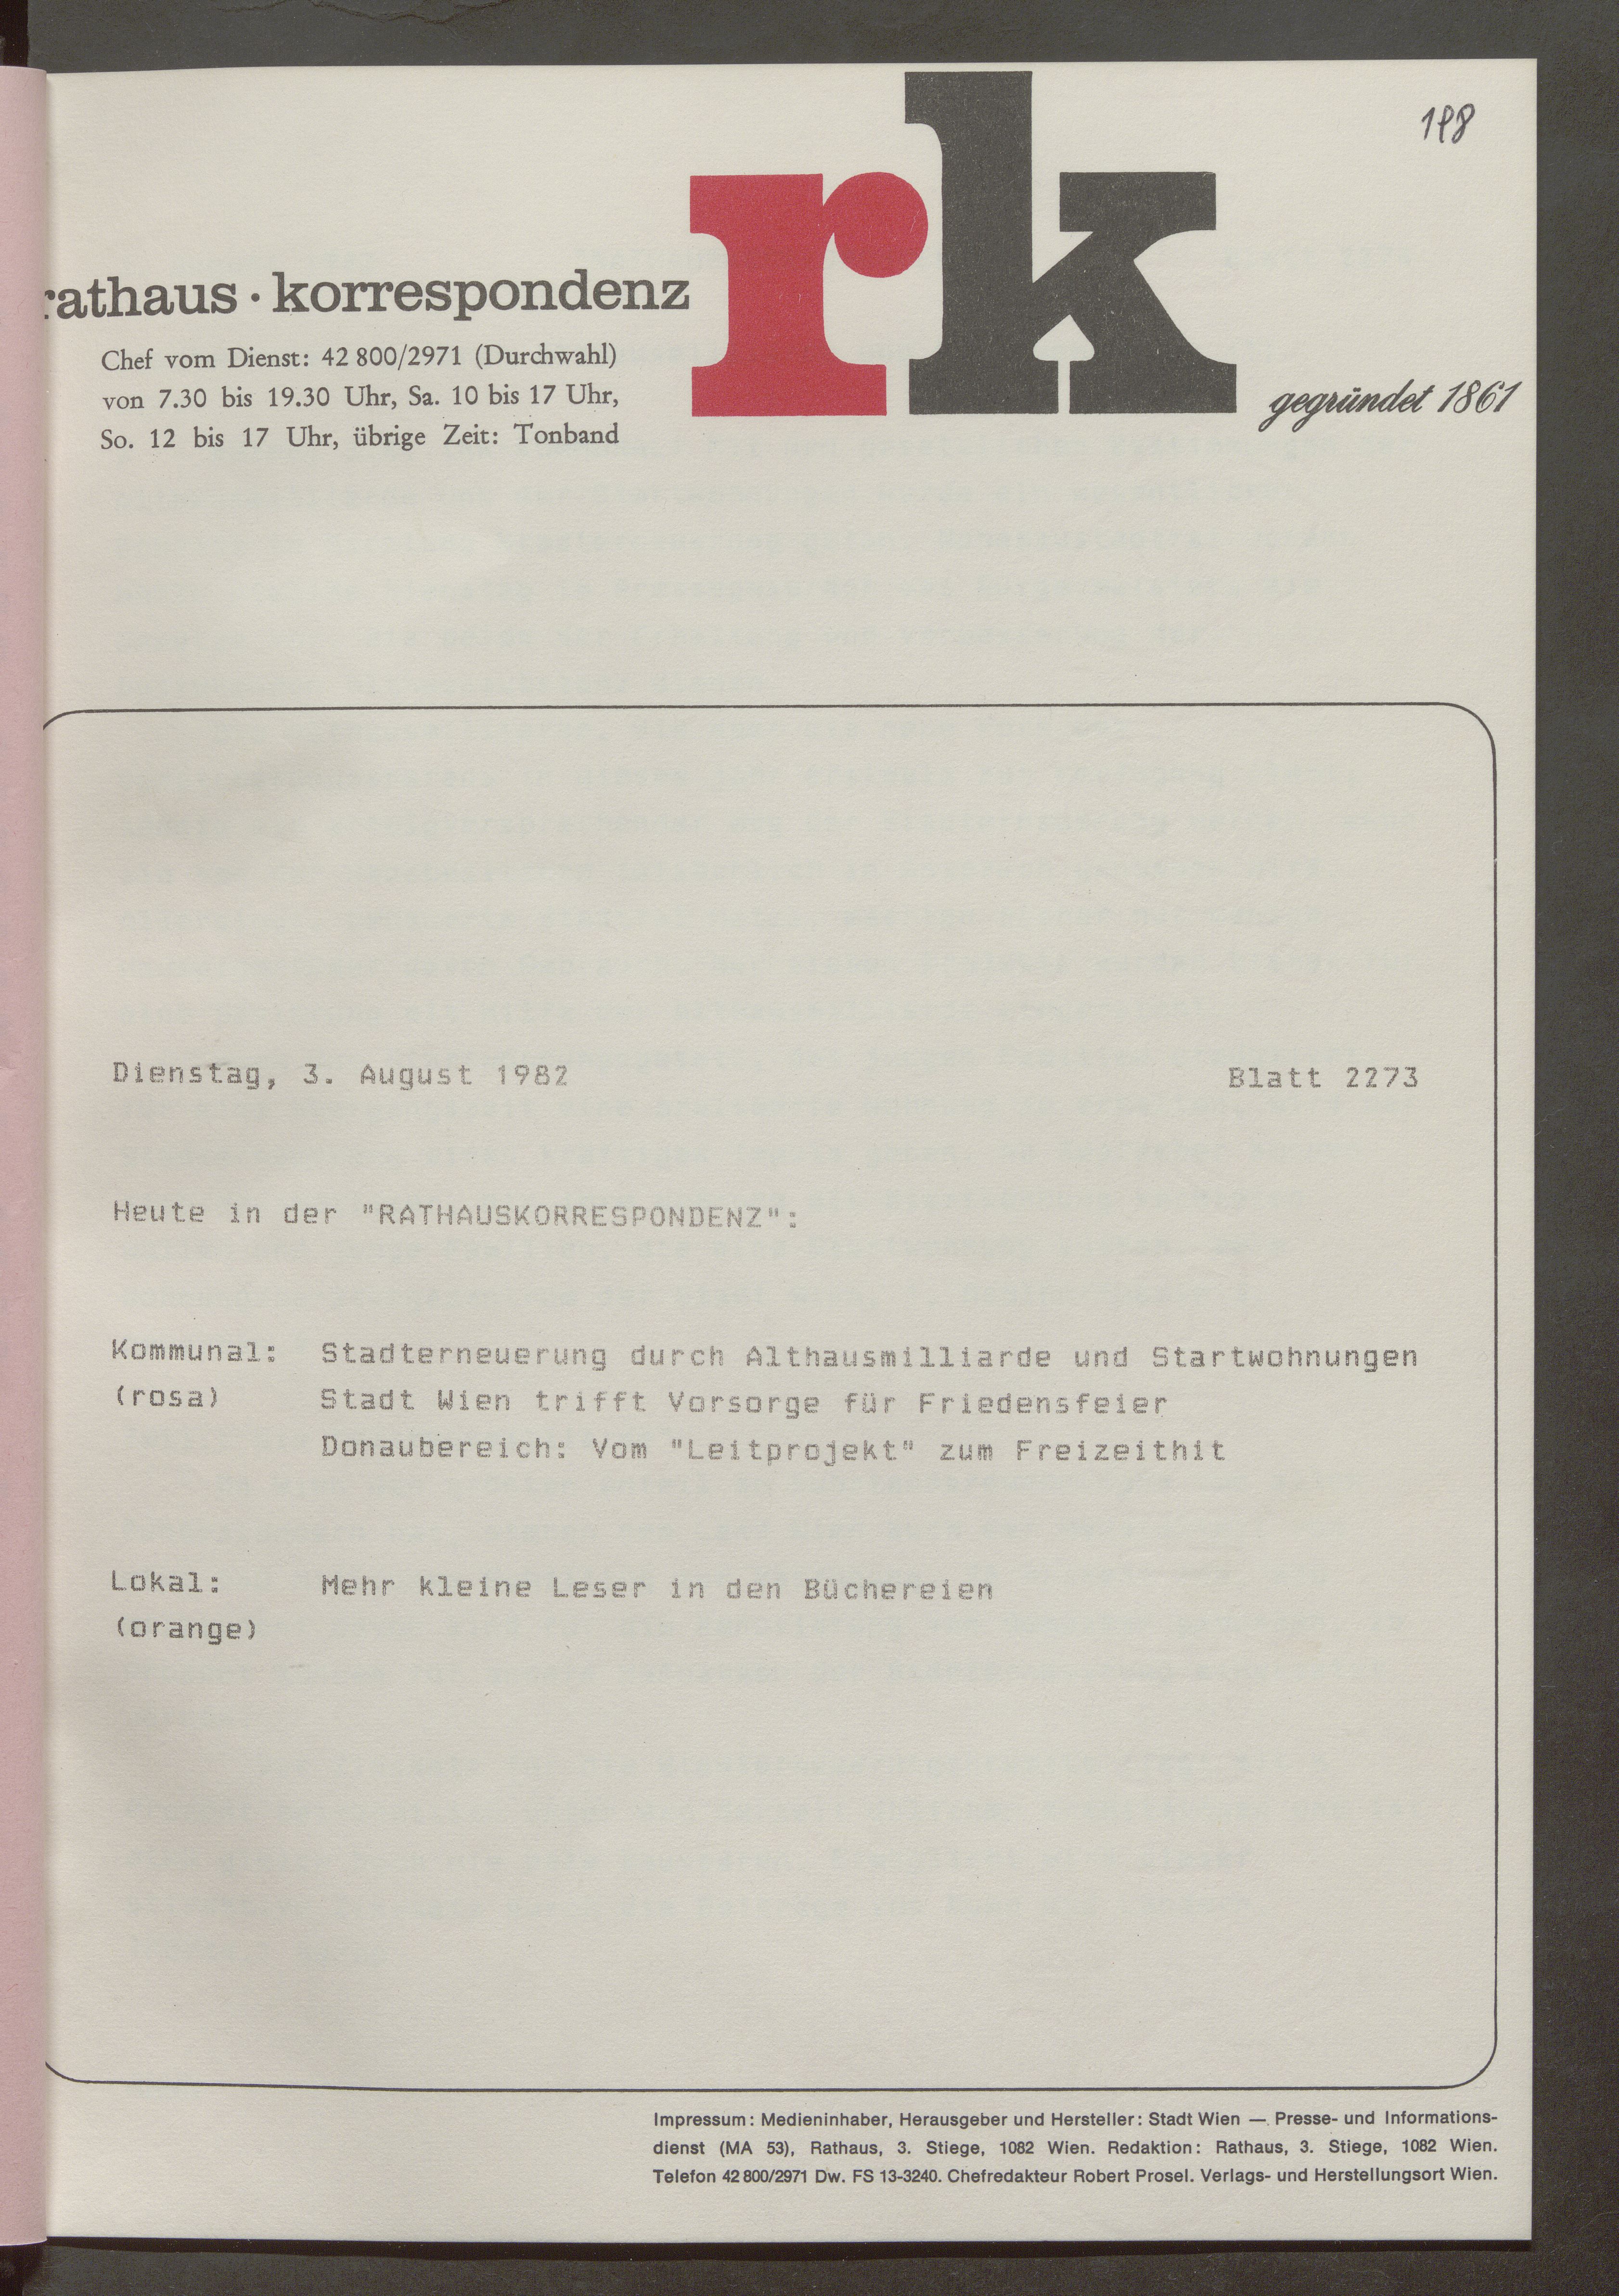 198
rk
rathaus · korrespondenz
Chef vom Dienst: 42 800/2971 (Durchwahl)
von 7.30 bis 19.30 Uhr, Sa. 10 bis 17 Uhr,
So. 12 bis 17 Uhr, übrige Zeit: Tonband
gegründet 1861
Dienstag, 3. August 1982 Blatt 2273
Heute in der "RATHAUSKORRESPONDENZ":
Kommunal: Stadterneuerung durch Althausmilliarde und Startwohnungen
(rosa) Stadt Wien trifft Vorsorge für Friedensfeier
Donaubereich: Vom "Leitprojekt" zum Freizeithit
Lokal: Mehr kleine Leser in den Büchereien
(orange)
Impressum: Medieninhaber, Herausgeber und Hersteller: Stadt Wien — Presse- und Informations-
dienst (MA 53), Rathaus, 3. Stiege, 1082 Wien. Redaktion: Rathaus, 3. Stiege, 1082 Wien.
Telefon 42 800/2971 Dw. FS 13-3240. Chefredakteur Robert Prosel. Verlags- und Herstellungsort Wien.